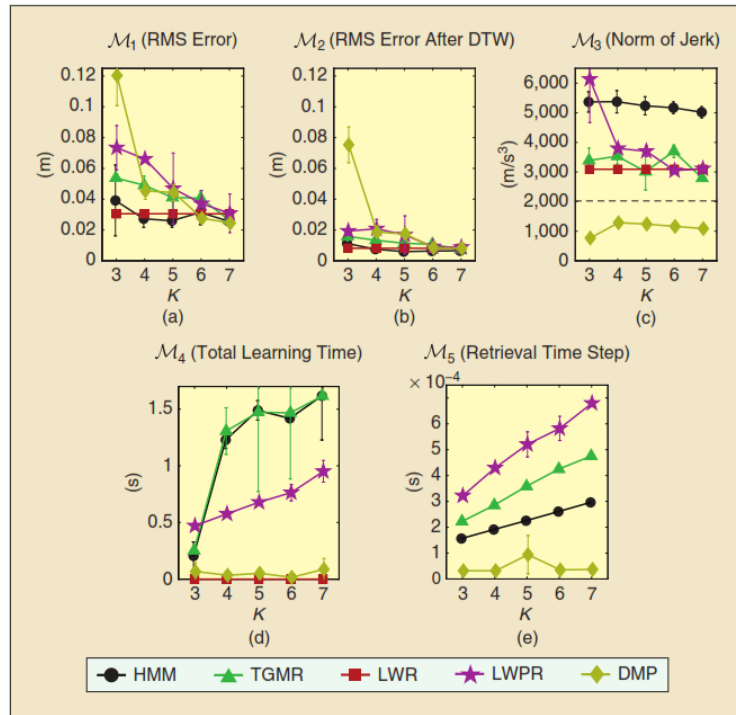 M₁ (RMS Error)
M₂ (RMS Error After DTW)
M₃ (Norm of Jerk)
0.12
0.1
0.08
0.06
0.04
0.02
0
(m)
3 4 5 6 7
K
(a)
0.12
0.1
0.08
0.06
0.04
0.02
0
(m)
3 4 5 6 7
K
(b)
6,000
5,000
4,000
3,000
2,000
1,000
0
(m/s³)
3 4 5 6 7
K
(c)
M₄ (Total Learning Time)
1.5
1
0.5
0
(s)
3 4 5 6 7
K
(d)
M₅ (Retrieval Time Step)
× 10⁻⁴
6
5
4
3
2
1
0
(s)
3 4 5 6 7
K
(e)
HMM TGMR LWR LWPR DMP